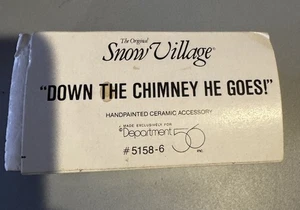 The Original
Snow Village®
"DOWN THE CHIMNEY HE GOES!"
HANDPAINTED CERAMIC ACCESSORY
MADE EXCLUSIVELY FOR
©Department 56 INC.
#5158-6